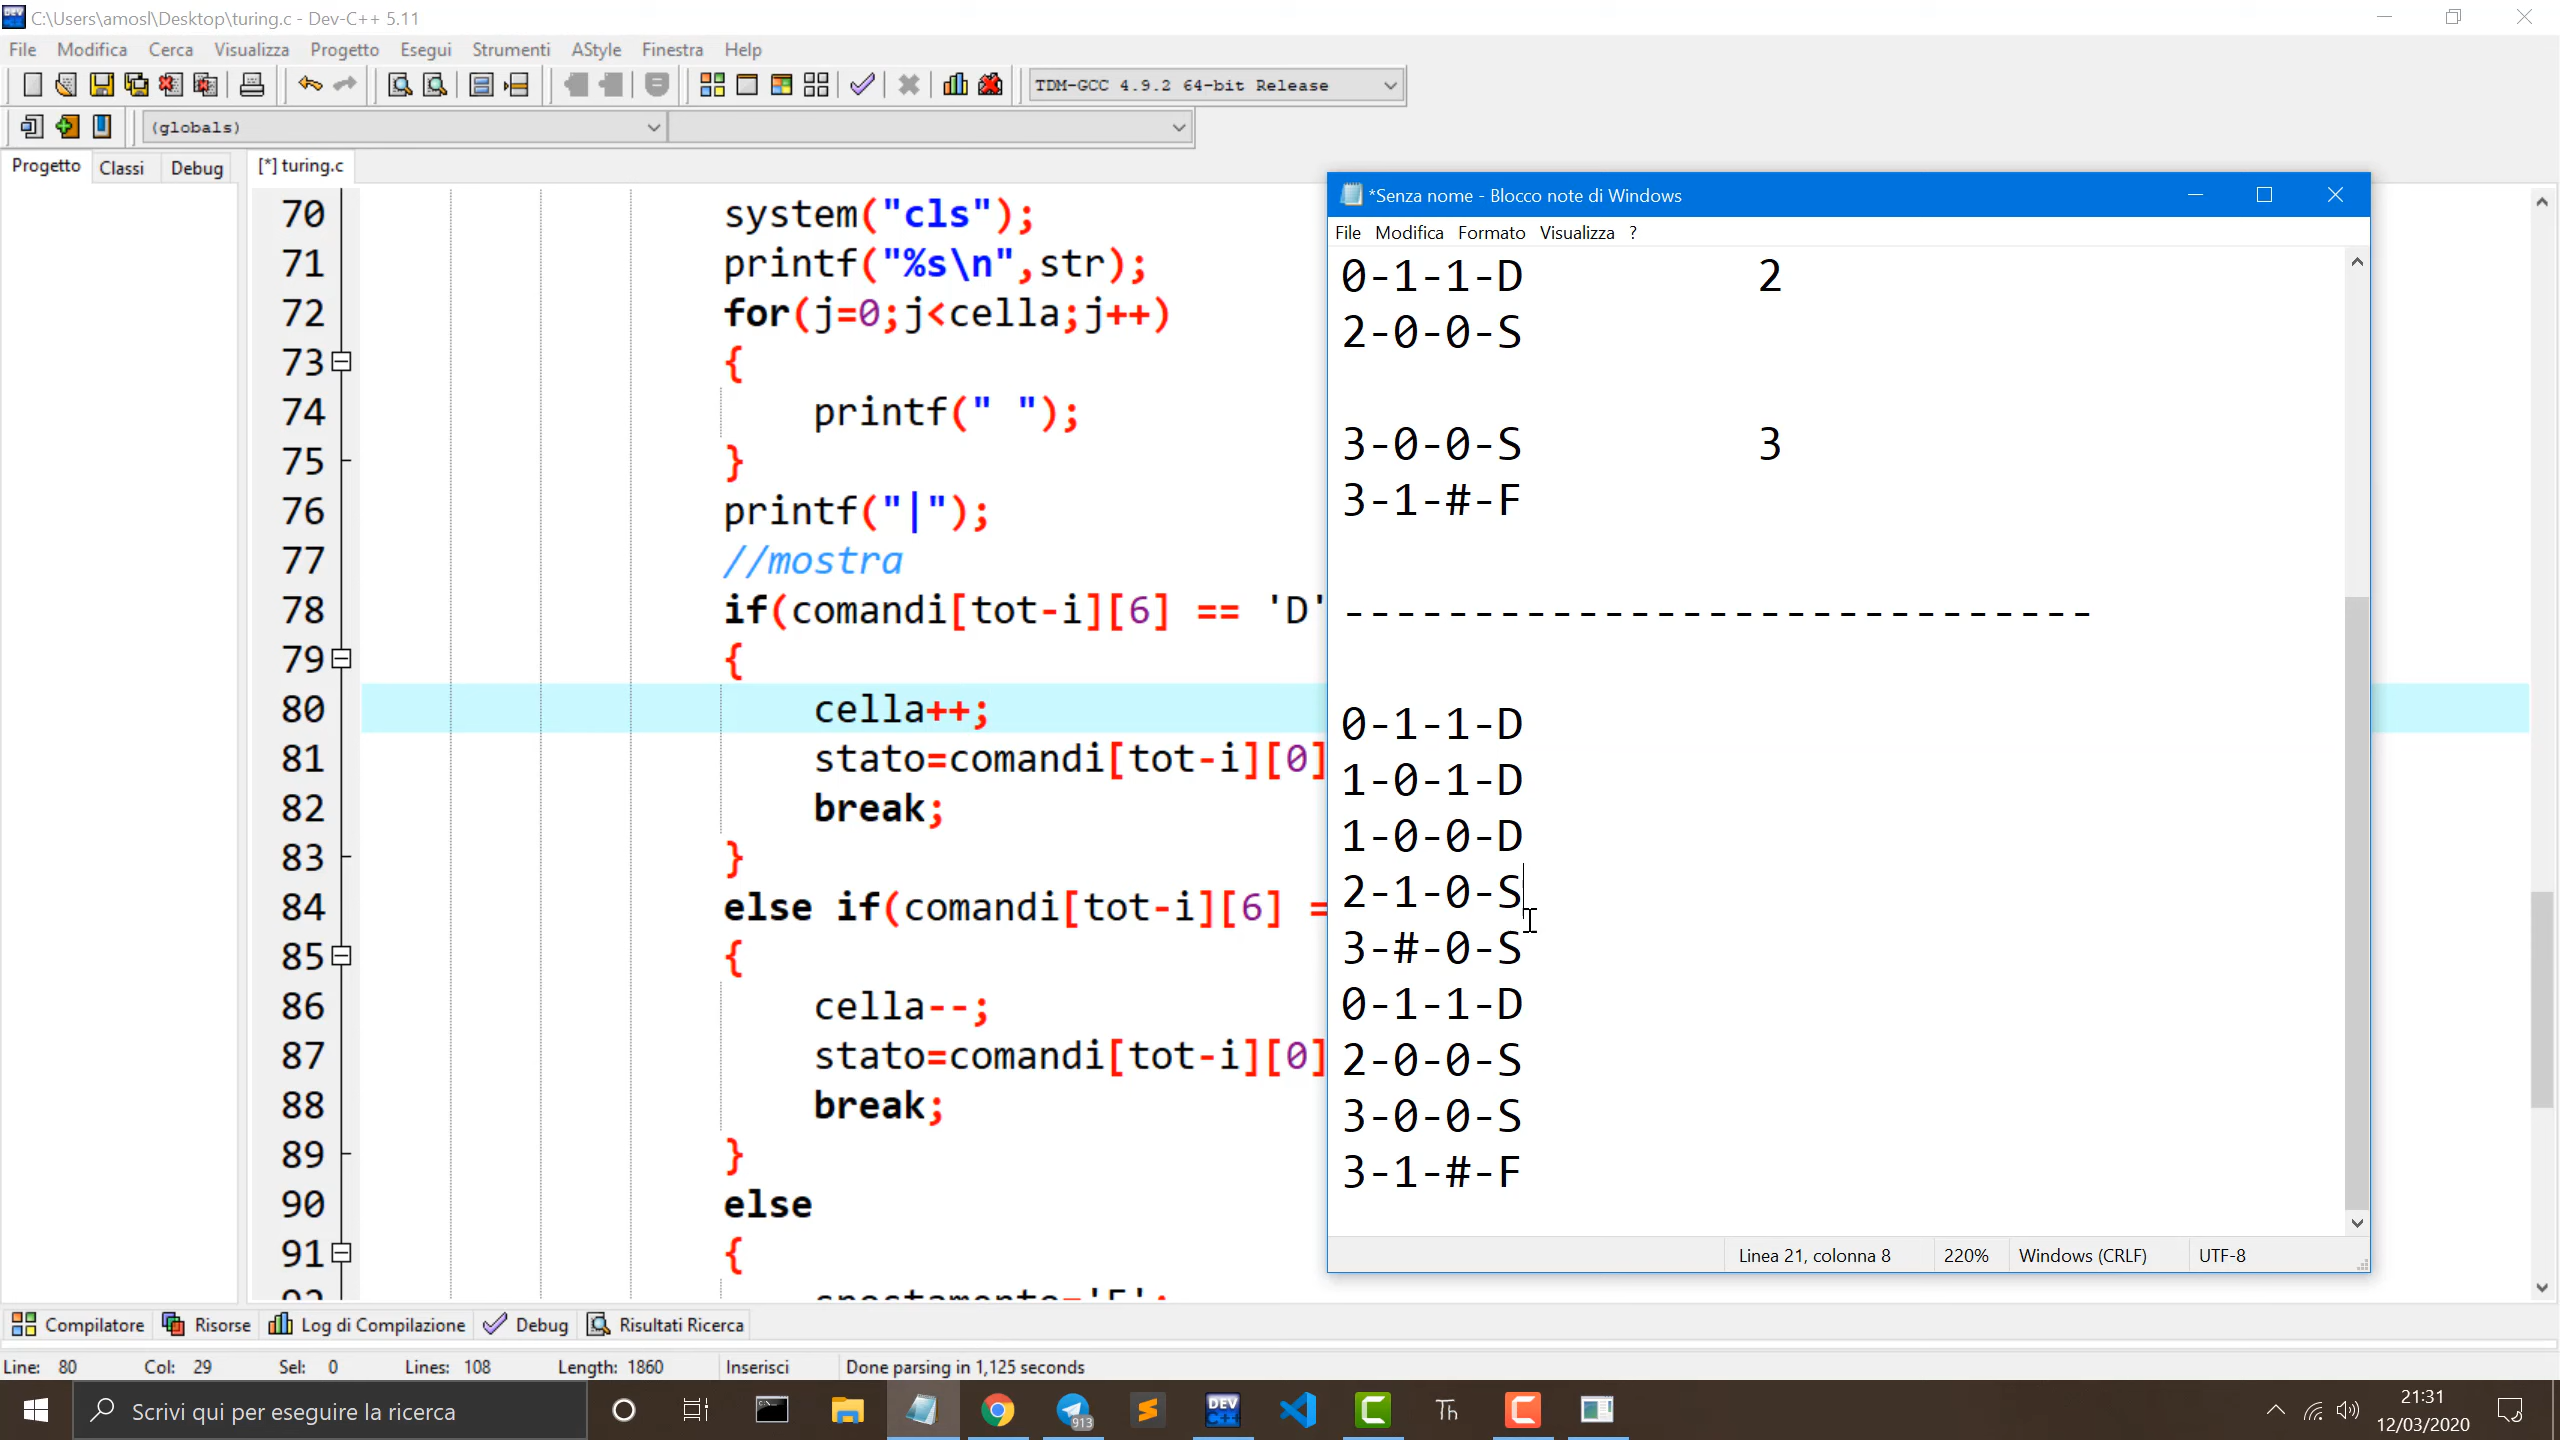 C:\Users\amosl\Desktop\turing.c - Dev-C++ 5.11
File Modifica Cerca Visualizza Progetto Esegui Strumenti AStyle Finestra Help
TDM-GCC 4.9.2 64-bit Release
(globals)
Progetto Classi Debug [*] turing.c
70 system("cls");
71 printf("%s\n",str);
72 for(j=0;j<cella;j++)
73 {
74 printf(" ");
75 }
76 printf("|");
77 //mostra
78 if(comandi[tot-i][6] == 'D'
79 {
80 cella++;
81 stato=comandi[tot-i][0]
82 break;
83 }
84 else if(comandi[tot-i][6] =
85 {
86 cella--;
87 stato=comandi[tot-i][0]
88 break;
89 }
90 else
91 {
92 spostamento='F';
*Senza nome - Blocco note di Windows
File Modifica Formato Visualizza ?
0-1-1-D 2
2-0-0-S
3-0-0-S 3
3-1-#-F
-----------------------------
0-1-1-D
1-0-1-D
1-0-0-D
2-1-0-S
3-#-0-S
0-1-1-D
2-0-0-S
3-0-0-S
3-1-#-F
Linea 21, colonna 8 220% Windows (CRLF) UTF-8
Compilatore Risorse Log di Compilazione Debug Risultati Ricerca
Line: 80 Col: 29 Sel: 0 Lines: 108 Length: 1860 Inserisci Done parsing in 1,125 seconds
Scrivi qui per eseguire la ricerca
913
DEV C++
Th
21:31
12/03/2020